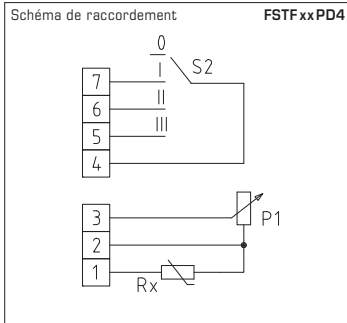 Schéma de raccordement FSTFxxPD4
0
I S2
7
II
6
III
5
4
3 P1
2
1
Rx